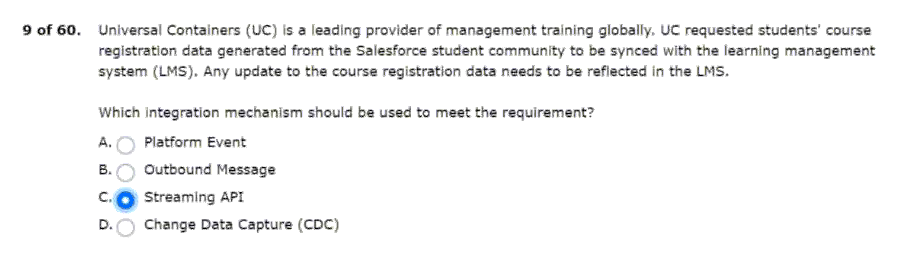 9 of 60. Universal Containers (UC) is a leading provider of management training globally. UC requested students' course
registration data generated from the Salesforce student community to be synced with the learning management
system (LMS). Any update to the course registration data needs to be reflected in the LMS.
Which integration mechanism should be used to meet the requirement?
A. Platform Event
B. Outbound Message
C. Streaming API
D. Change Data Capture (CDC)